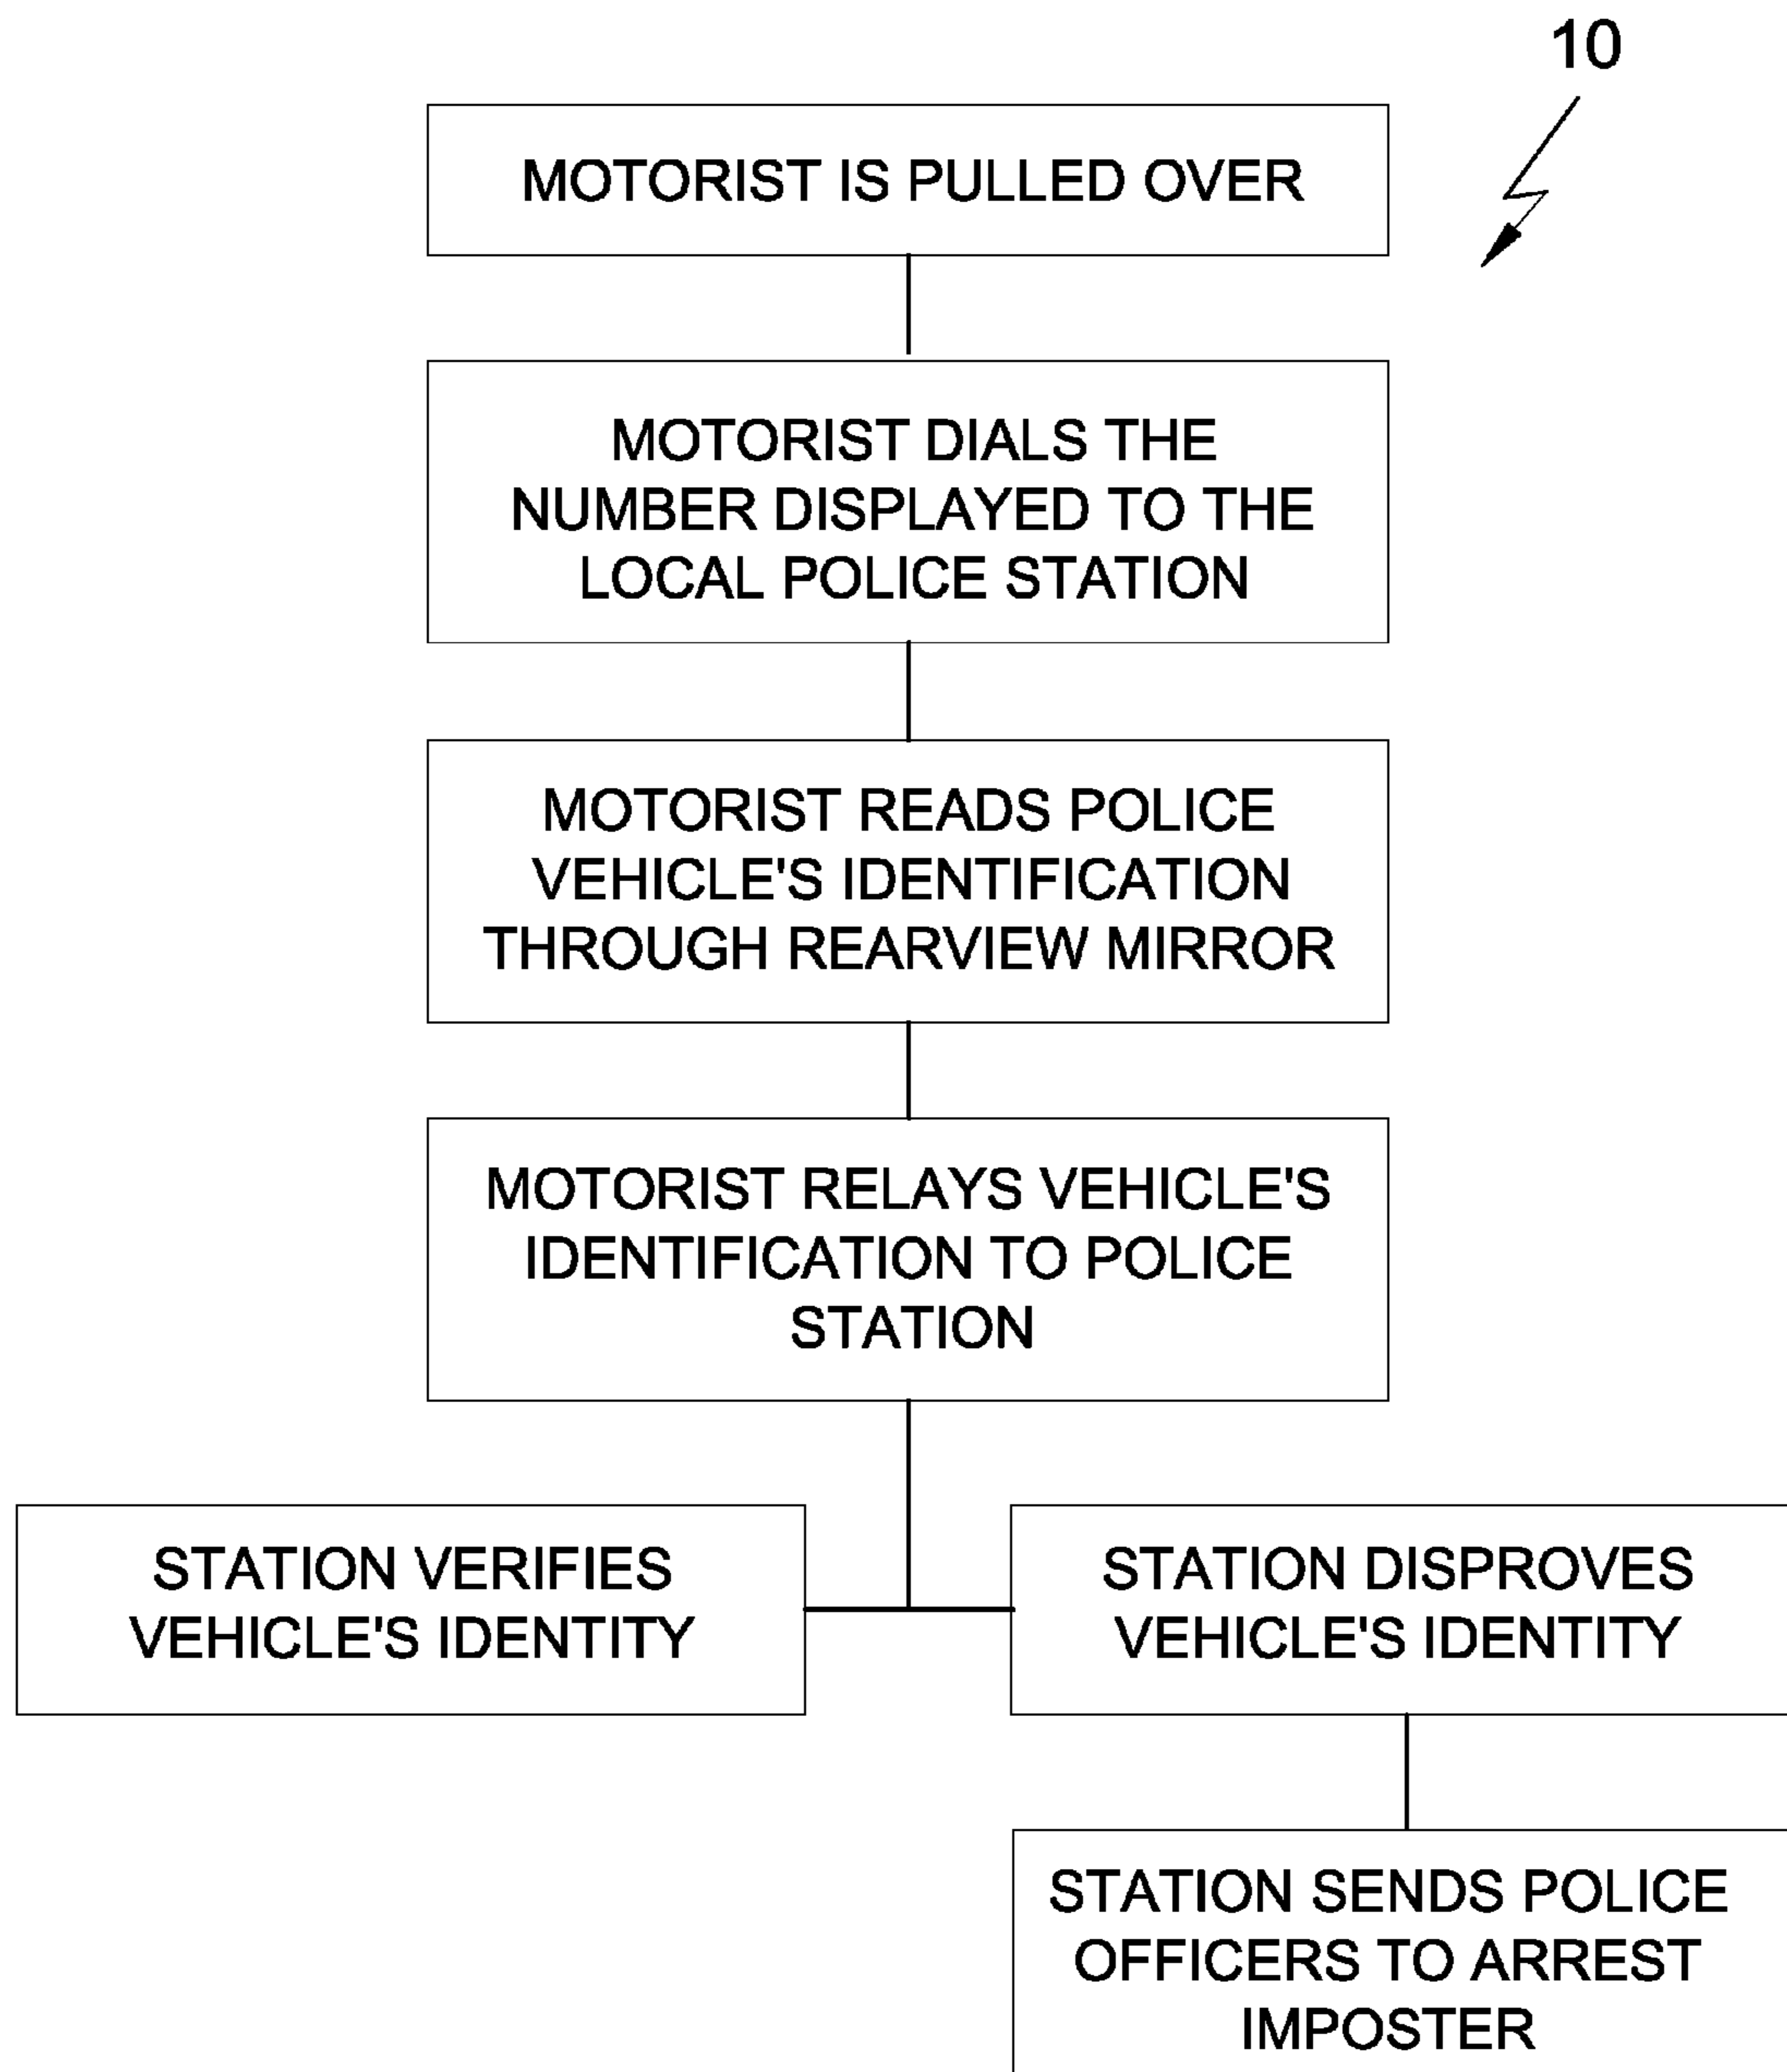 10
MOTORIST IS PULLED OVER
MOTORIST DIALS THE
NUMBER DISPLAYED TO THE
LOCAL POLICE STATION
MOTORIST READS POLICE
VEHICLE'S IDENTIFICATION
THROUGH REARVIEW MIRROR
MOTORIST RELAYS VEHICLE'S
IDENTIFICATION TO POLICE
STATION
STATION VERIFIES
VEHICLE'S IDENTITY
STATION DISPROVES
VEHICLE'S IDENTITY
STATION SENDS POLICE
OFFICERS TO ARREST
IMPOSTER